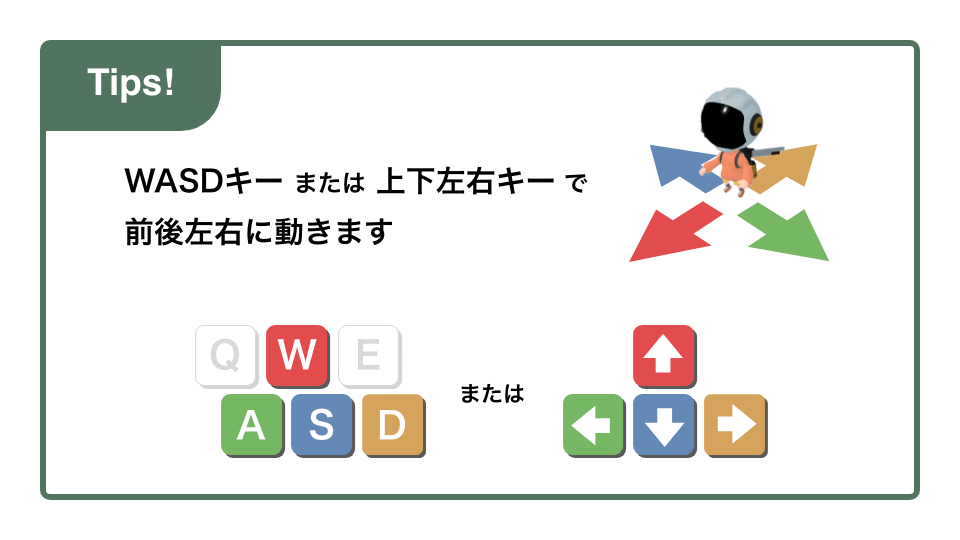 Tips!
WASDキー または 上下左右キー で
前後左右に動きます
Q W E
A S D
または